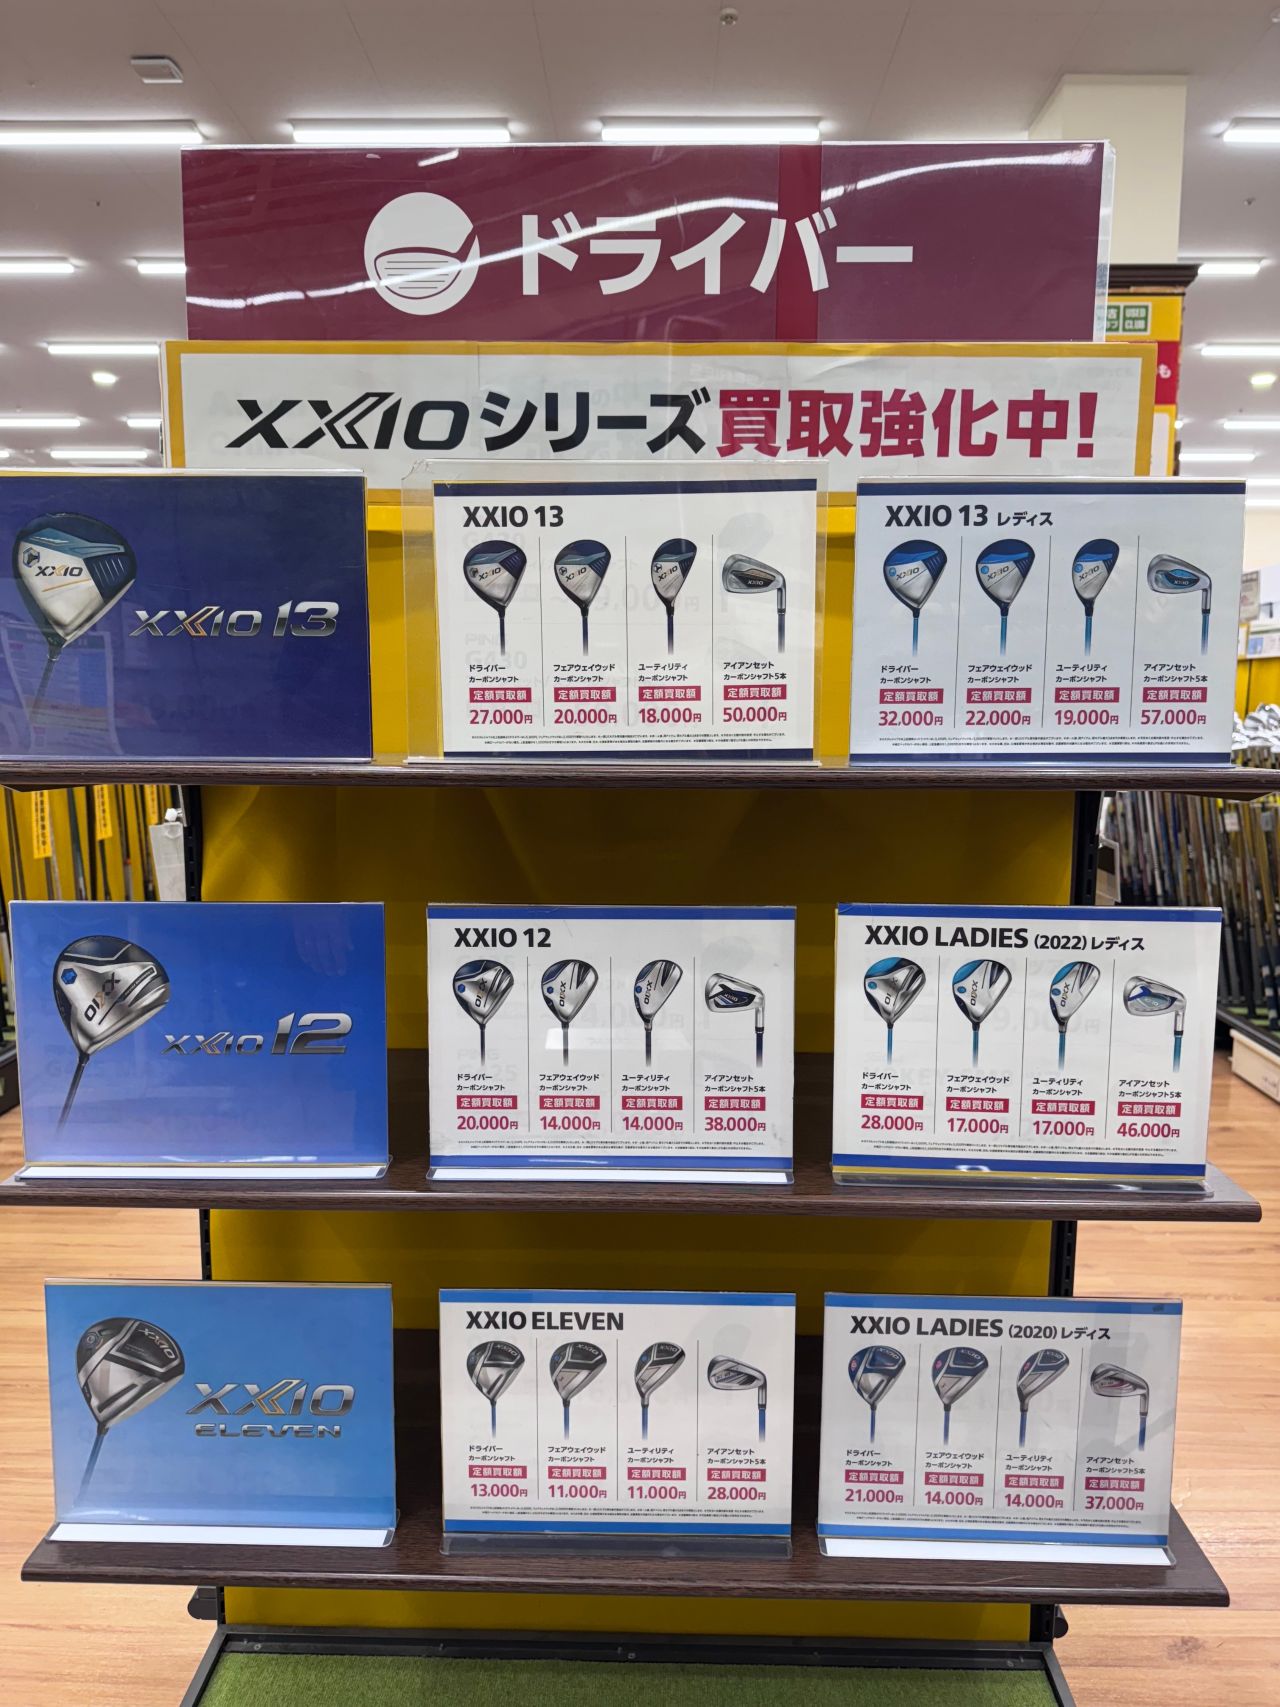 ドライバー
XXIOシリーズ買取強化中!
XXIO
XXIO 13
XXIO 13
ドライバー
カーボンシャフト
定額買取額
27,000円
フェアウェイウッド
カーボンシャフト
定額買取額
20,000円
ユーティリティ
カーボンシャフト
定額買取額
18,000円
アイアンセット
カーボンシャフト5本
定額買取額
50,000円
XXIO 13 レディス
ドライバー
カーボンシャフト
定額買取額
32,000円
フェアウェイウッド
カーボンシャフト
定額買取額
22,000円
ユーティリティ
カーボンシャフト
定額買取額
19,000円
アイアンセット
カーボンシャフト5本
定額買取額
57,000円
XXIO
XXIO 12
XXIO 12
ドライバー
カーボンシャフト
定額買取額
20,000円
フェアウェイウッド
カーボンシャフト
定額買取額
14,000円
ユーティリティ
カーボンシャフト
定額買取額
14,000円
アイアンセット
カーボンシャフト5本
定額買取額
38,000円
XXIO LADIES (2022) レディス
ドライバー
カーボンシャフト
定額買取額
28,000円
フェアウェイウッド
カーボンシャフト
定額買取額
17,000円
ユーティリティ
カーボンシャフト
定額買取額
17,000円
アイアンセット
カーボンシャフト5本
定額買取額
46,000円
XXIO
XXIO
ELEVEN
XXIO ELEVEN
ドライバー
カーボンシャフト
定額買取額
13,000円
フェアウェイウッド
カーボンシャフト
定額買取額
11,000円
ユーティリティ
カーボンシャフト
定額買取額
11,000円
アイアンセット
カーボンシャフト5本
定額買取額
28,000円
XXIO LADIES (2020) レディス
ドライバー
カーボンシャフト
定額買取額
21,000円
フェアウェイウッド
カーボンシャフト
定額買取額
14,000円
ユーティリティ
カーボンシャフト
定額買取額
14,000円
アイアンセット
カーボンシャフト5本
定額買取額
37,000円
USED
CLUB